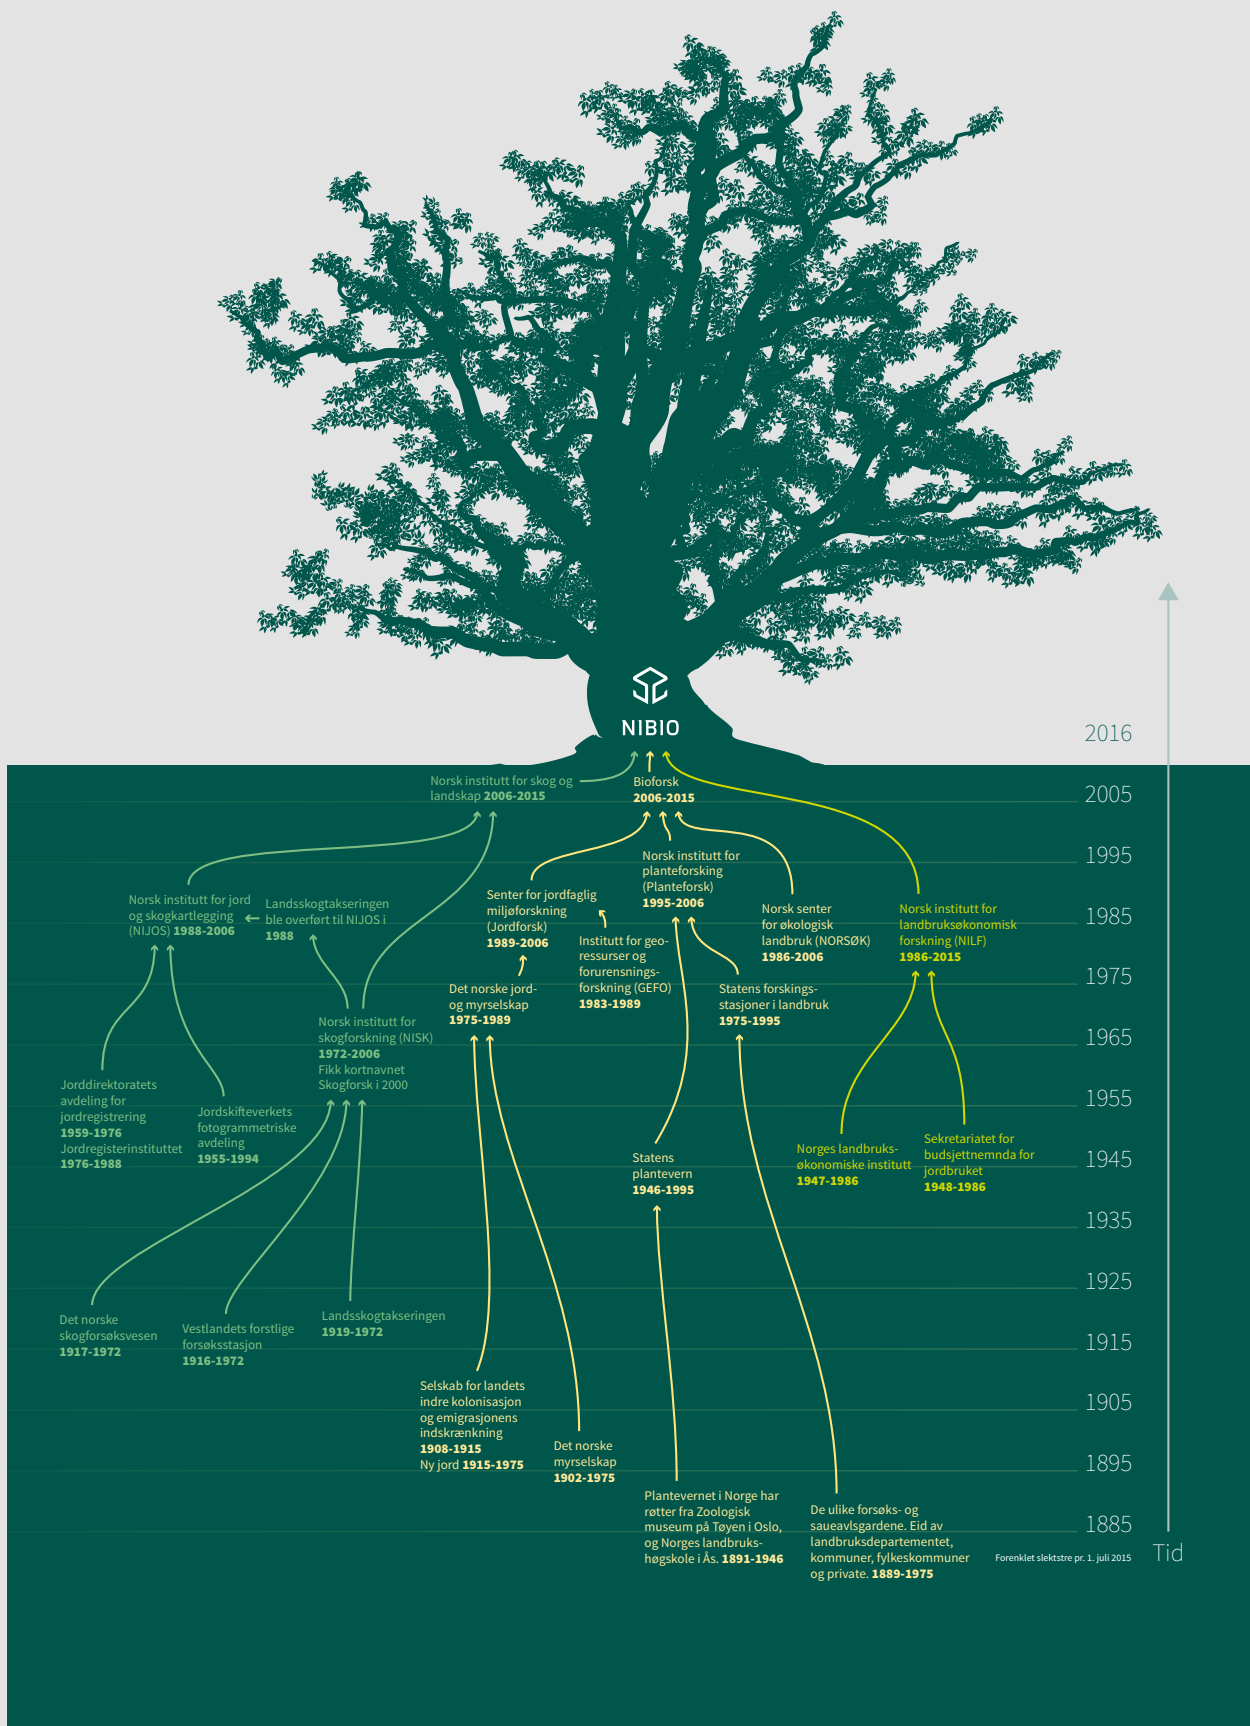 NIBIO
2016
Norsk institutt for skog og
landskap 2006-2015
Bioforsk
2006-2015
2005
Norsk institutt for
planteforsking
(Planteforsk)
1995-2006
1995
Norsk institutt for jord
og skogkartlegging
(NIJOS) 1988-2006
Landsskogtakseringen
ble overført til NIJOS i
1988
Senter for jordfaglig
miljøforskning
(Jordforsk)
1989-2006
Norsk senter
for økologisk
landbruk (NORSØK)
1986-2006
Norsk institutt for
landbruksøkonomisk
forskning (NILF)
1986-2015
1985
Institutt for geo-
ressurser og
forurensnings-
forskning (GEFO)
1983-1989
Det norske jord-
og myrselskap
1975-1989
Statens forskings-
stasjoner i landbruk
1975-1995
1975
Norsk institutt for
skogforskning (NISK)
1972-2006
Fikk kortnavnet
Skogforsk i 2000
1965
Jorddirektoratets
avdeling for
jordregistrering
1959-1976
Jordregisterinstituttet
1976-1988
Jordskifteverkets
fotogrammetriske
avdeling
1955-1994
1955
Statens
plantevern
1946-1995
Norges landbruks-
økonomiske institutt
1947-1986
Sekretariatet for
budsjettnemnda for
jordbruket
1948-1986
1945
1935
1925
Det norske
skogforsøksvesen
1917-1972
Vestlandets forstlige
forsøksstasjon
1916-1972
Landsskogtakseringen
1919-1972
1915
Selskab for landets
indre kolonisasjon
og emigrasjonens
indskrænkning
1908-1915
Ny jord 1915-1975
1905
Det norske
myrselskap
1902-1975
1895
Plantevernet i Norge har
røtter fra Zoologisk
museum på Tøyen i Oslo,
og Norges landbruks-
høgskole i Ås. 1891-1946
De ulike forsøks- og
saueavlsgardene. Eid av
landbruksdepartementet,
kommuner, fylkeskommuner
og private. 1889-1975
1885
Forenklet slektstre pr. 1. juli 2015
Tid